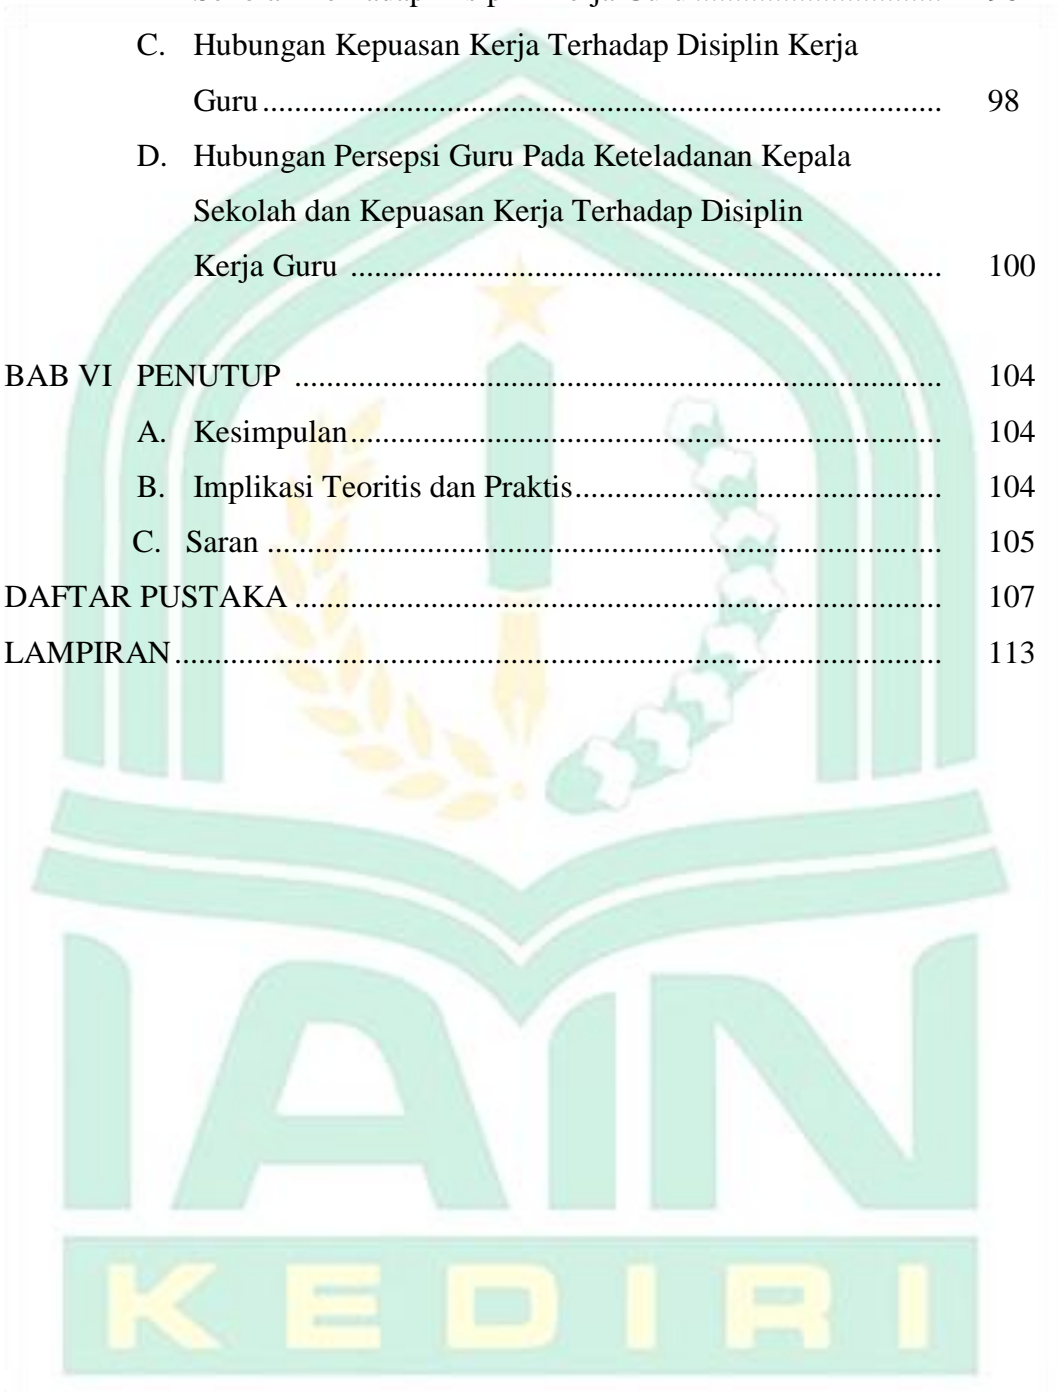 C. Hubungan Kepuasan Kerja Terhadap Disiplin Kerja
Guru ........................................................................ 98
D. Hubungan Persepsi Guru Pada Keteladanan Kepala
Sekolah dan Kepuasan Kerja Terhadap Disiplin
Kerja Guru ............................................................... 100
BAB VI PENUTUP ..................................................................... 104
A. Kesimpulan............................................................... 104
B. Implikasi Teoritis dan Praktis....................................... 104
C. Saran ........................................................................ 105
DAFTAR PUSTAKA ..................................................................... 107
LAMPIRAN ................................................................................. 113
IAIN
KEDIRI